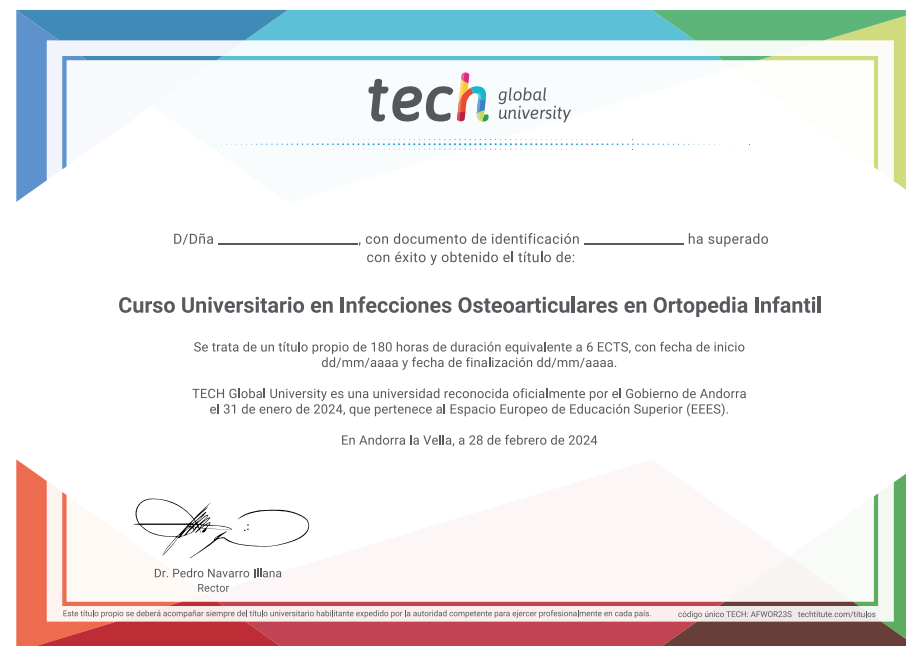 tech global university
D/Dña ____________________, con documento de identificación ______________ ha superado
con éxito y obtenido el título de:
Curso Universitario en Infecciones Osteoarticulares en Ortopedia Infantil
Se trata de un título propio de 180 horas de duración equivalente a 6 ECTS, con fecha de inicio
dd/mm/aaaa y fecha de finalización dd/mm/aaaa.
TECH Global University es una universidad reconocida oficialmente por el Gobierno de Andorra
el 31 de enero de 2024, que pertenece al Espacio Europeo de Educación Superior (EEES).
En Andorra la Vella, a 28 de febrero de 2024
Dr. Pedro Navarro Illana
Rector
Este título propio se deberá acompañar siempre del título universitario habilitante expedido por la autoridad competente para ejercer profesionalmente en cada país. código único TECH: AFWOR23S techtitute.com/titulos